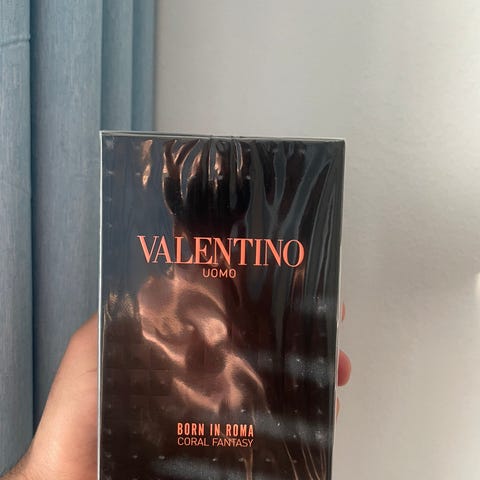 VALENTINO
UOMO
BORN IN ROMA
CORAL FANTASY